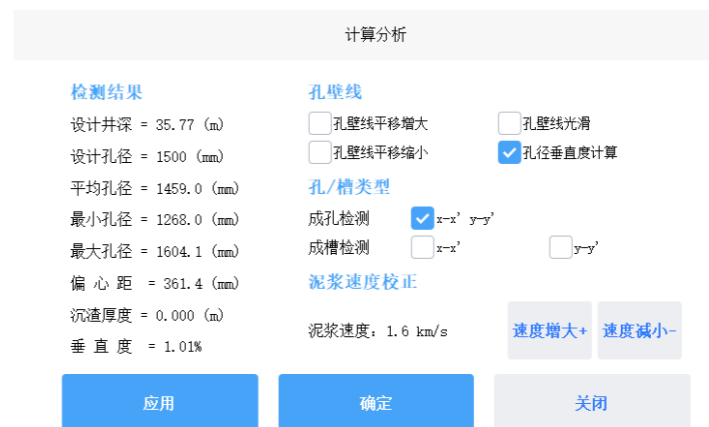 计算分析
检测结果
设计井深 = 35.77 (m)
设计孔径 = 1500 (mm)
平均孔径 = 1459.0 (mm)
最小孔径 = 1268.0 (mm)
最大孔径 = 1604.1 (mm)
偏 心 距 = 361.4 (mm)
沉渣厚度 = 0.000 (m)
垂 直 度 = 1.01%
孔壁线
孔壁线平移增大 孔壁线光滑
孔壁线平移缩小 孔径垂直度计算
孔/槽类型
成孔检测 x-x' y-y'
成槽检测 x-x' y-y'
泥浆速度校正
泥浆速度: 1.6 km/s 速度增大+ 速度减小-
应用 确定 关闭